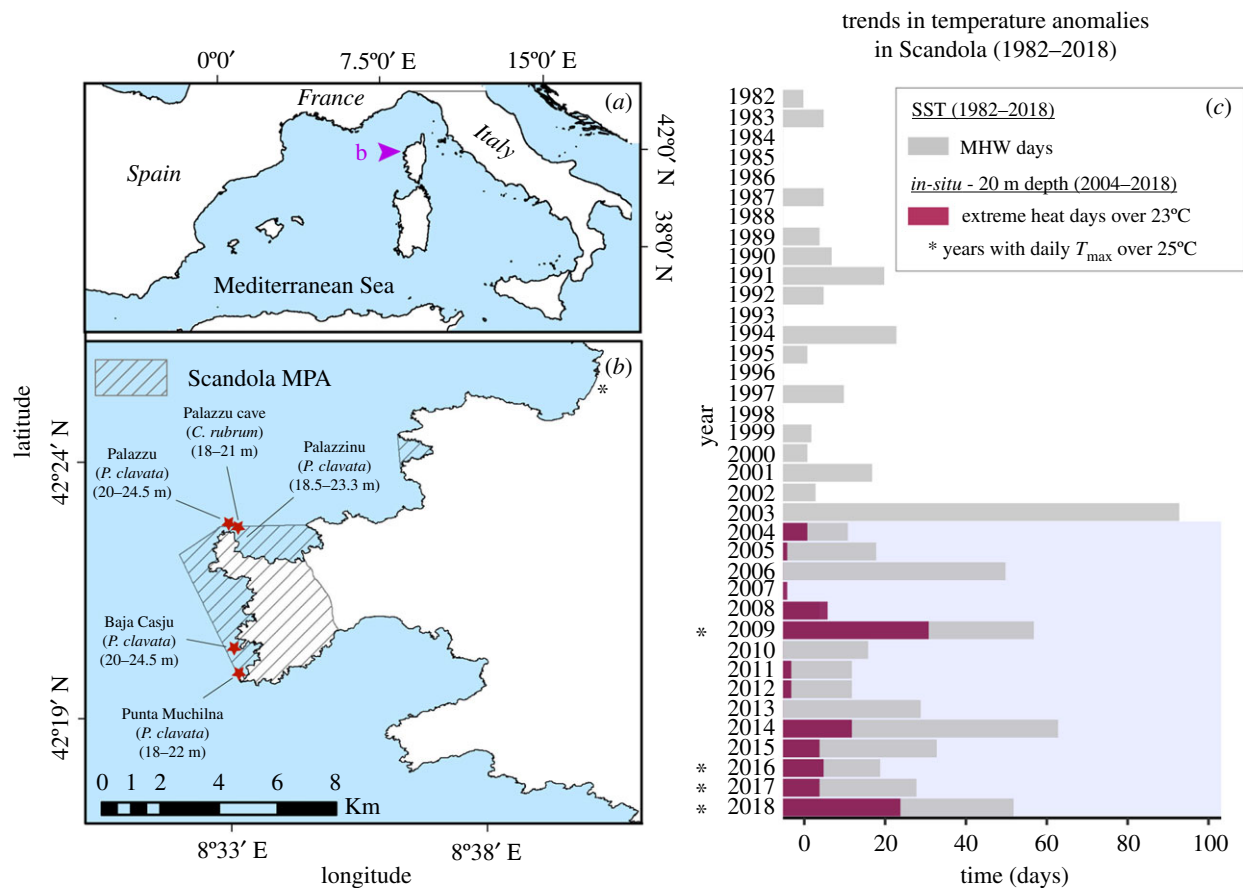 0º0′
7.5º0′ E
15º0′ E
France
(a)
b
Spain
Italy
Mediterranean Sea
42º0′ N
38º0′ N
Scandola MPA
(b)
*
Palazzu cave
(C. rubrum)
(18–21 m)
Palazzu
(P. clavata)
(20–24.5 m)
Palazzinu
(P. clavata)
(18.5–23.3 m)
Baja Casju
(P. clavata)
(20–24.5 m)
Punta Muchilna
(P. clavata)
(18–22 m)
0 2 4 6 8
Km
latitude
42º24′ N
42º19′ N
8º33′ E
8º38′ E
longitude
trends in temperature anomalies
in Scandola (1982–2018)
(c)
SST (1982–2018)
MHW days
in-situ - 20 m depth (2004–2018)
extreme heat days over 23ºC
* years with daily Tmax over 25ºC
year
1982
1983
1984
1985
1986
1987
1988
1989
1990
1991
1992
1993
1994
1995
1996
1997
1998
1999
2000
2001
2002
2003
2004
2005
2006
2007
2008
* 2009
2010
2011
2012
2013
2014
2015
* 2016
* 2017
* 2018
0 20 40 60 80 100
time (days)